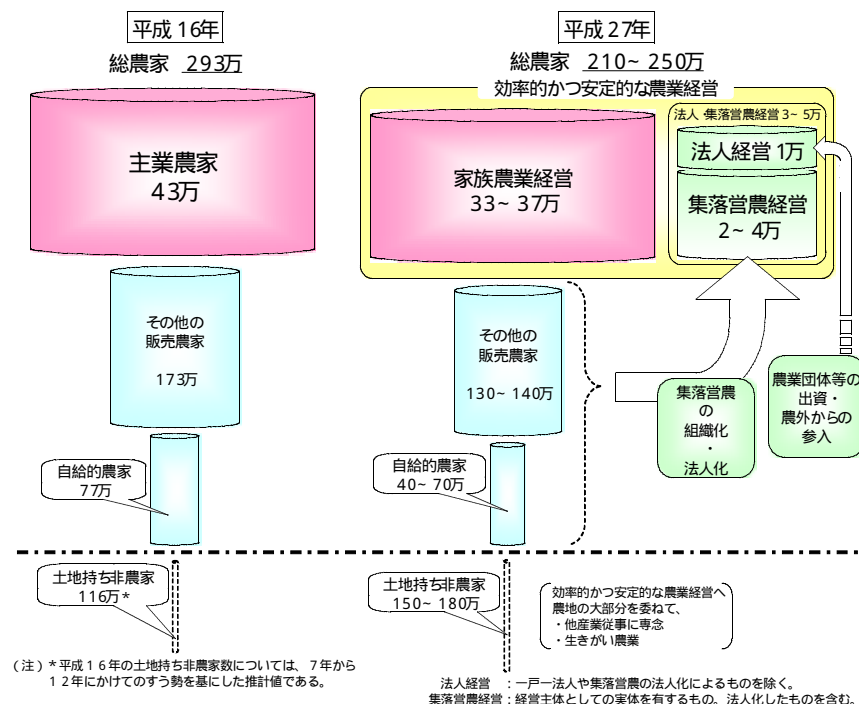 平成16年
総農家 293万
主業農家
43万
その他の
販売農家
173万
自給的農家
77万
土地持ち非農家
116万*
(注)*平成16年の土地持ち非農家数については、7年から
12年にかけてのすう勢を基にした推計値である。
平成27年
総農家 210~250万
効率的かつ安定的な農業経営
家族農業経営
33~37万
法人・集落営農経営3~5万
法人経営1万
集落営農経営
2~4万
その他の
販売農家
130~140万
自給的農家
40~70万
集落営農
の
組織化
・
法人化
農業団体等の
出資・
農外からの
参入
土地持ち非農家
150~180万
効率的かつ安定的な農業経営へ
農地の大部分を委ねて、
・他産業従事に専念
・生きがい農業
法人経営 :一戸一法人や集落営農の法人化によるものを除く。
集落営農経営:経営主体としての実体を有するもの。法人化したものを含む。